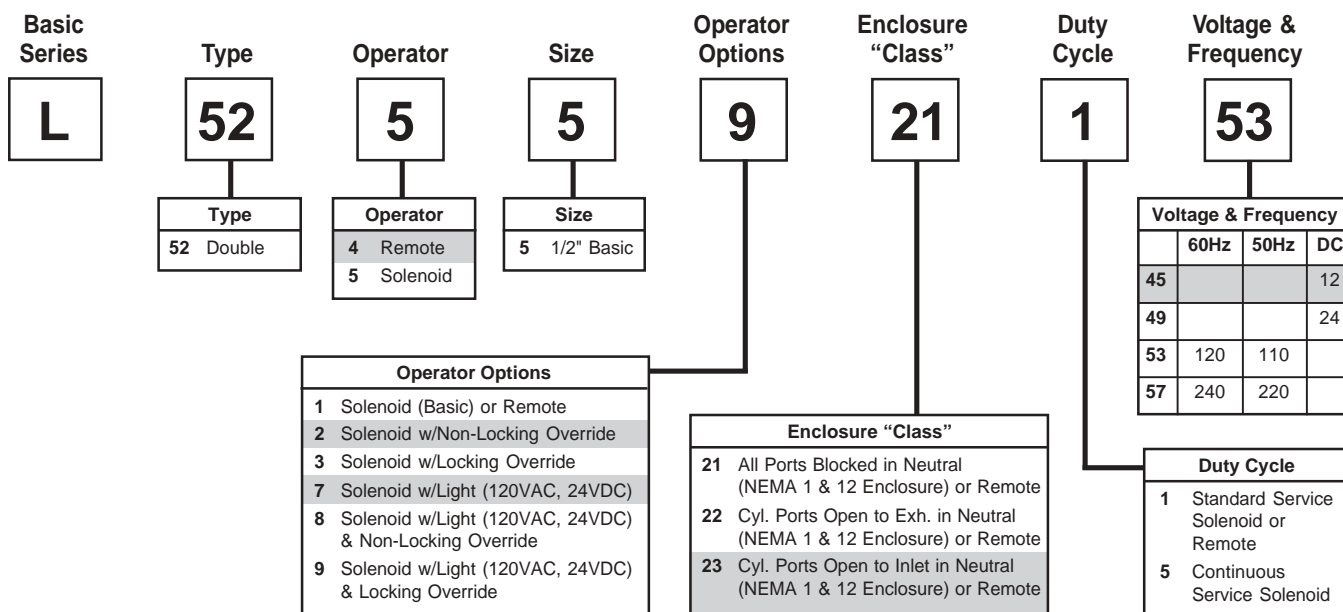 Basic Series
Type
Operator
Size
Operator Options
Enclosure “Class”
Duty Cycle
Voltage & Frequency
L
52
5
5
9
21
1
53
Type
52 Double
Operator
4 Remote
5 Solenoid
Size
5 1/2" Basic
Voltage & Frequency
60Hz 50Hz DC
45 12
49 24
53 120 110
57 240 220
Operator Options
1 Solenoid (Basic) or Remote
2 Solenoid w/Non-Locking Override
3 Solenoid w/Locking Override
7 Solenoid w/Light (120VAC, 24VDC)
8 Solenoid w/Light (120VAC, 24VDC)
& Non-Locking Override
9 Solenoid w/Light (120VAC, 24VDC)
& Locking Override
Enclosure “Class”
21 All Ports Blocked in Neutral
(NEMA 1 & 12 Enclosure) or Remote
22 Cyl. Ports Open to Exh. in Neutral
(NEMA 1 & 12 Enclosure) or Remote
23 Cyl. Ports Open to Inlet in Neutral
(NEMA 1 & 12 Enclosure) or Remote
Duty Cycle
1 Standard Service
Solenoid or
Remote
5 Continuous
Service Solenoid